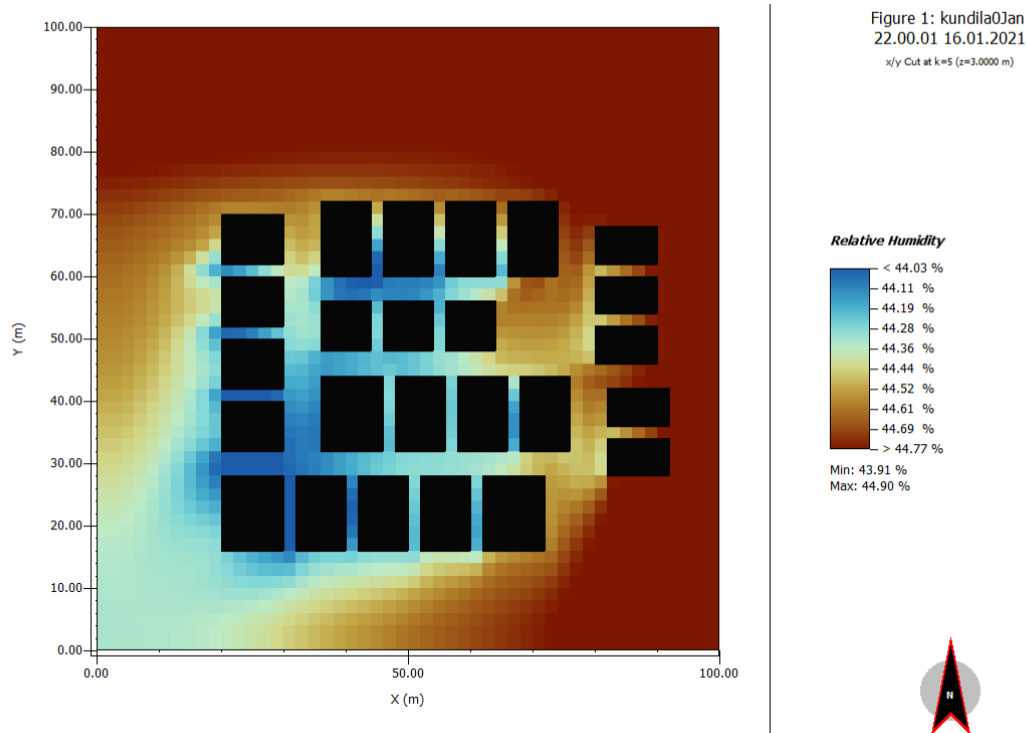 Figure 1: kundila0Jan
22.00.01 16.01.2021
x/y Cut at k=5 (z=3.0000 m)
100.00
90.00
80.00
70.00
60.00
50.00
40.00
30.00
20.00
10.00
0.00
Y (m)
0.00 50.00 100.00
X (m)
Relative Humidity
< 44.03 %
44.11 %
44.19 %
44.28 %
44.36 %
44.44 %
44.52 %
44.61 %
44.69 %
> 44.77 %
Min: 43.91 %
Max: 44.90 %
N